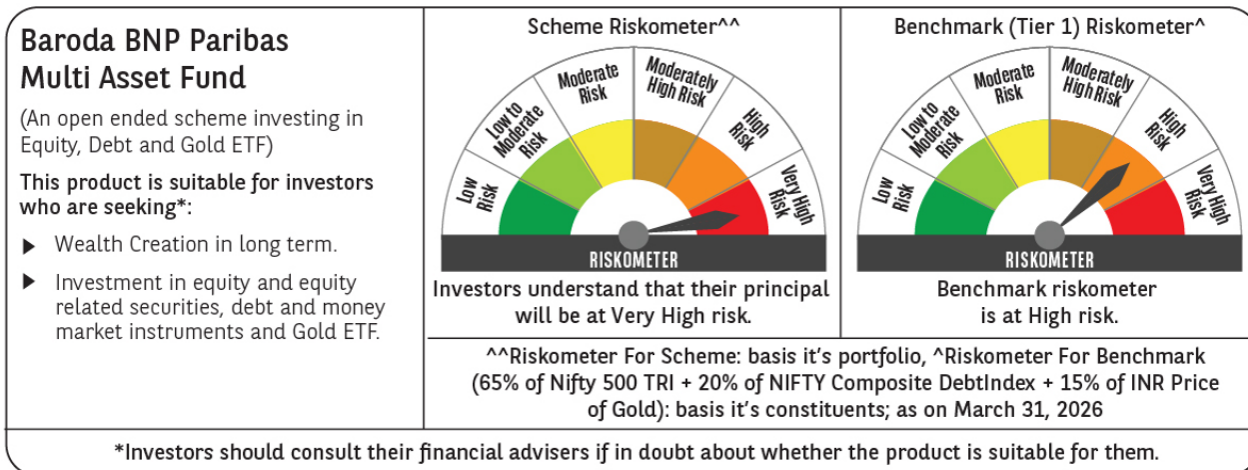 Baroda BNP Paribas
Multi Asset Fund
(An open ended scheme investing in
Equity, Debt and Gold ETF)
This product is suitable for investors
who are seeking*:
▶ Wealth Creation in long term.
▶ Investment in equity and equity
related securities, debt and money
market instruments and Gold ETF.
Scheme Riskometer^^
Low
Risk
Low to
Moderate
Risk
Moderate
Risk
Moderately
High Risk
High
Risk
Very High
Risk
RISKOMETER
Investors understand that their principal
will be at Very High risk.
Benchmark (Tier 1) Riskometer^
Low
Risk
Low to
Moderate
Risk
Moderate
Risk
Moderately
High Risk
High
Risk
Very High
Risk
RISKOMETER
Benchmark riskometer
is at High risk.
^^Riskometer For Scheme: basis it's portfolio, ^Riskometer For Benchmark
(65% of Nifty 500 TRI + 20% of NIFTY Composite DebtIndex + 15% of INR Price
of Gold): basis it's constituents; as on March 31, 2026
*Investors should consult their financial advisers if in doubt about whether the product is suitable for them.